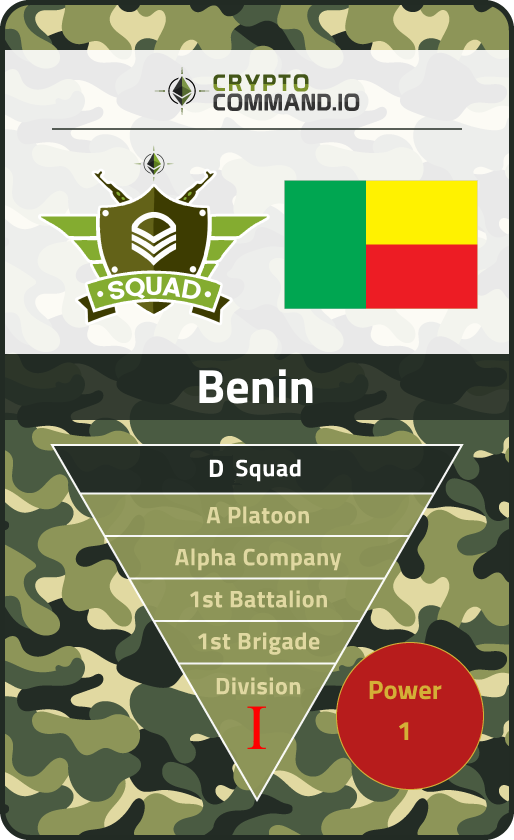 CRYPTO
COMMAND.IO
SQUAD
Benin
D Squad
A Platoon
Alpha Company
1st Battalion
1st Brigade
Division
I
Power
1